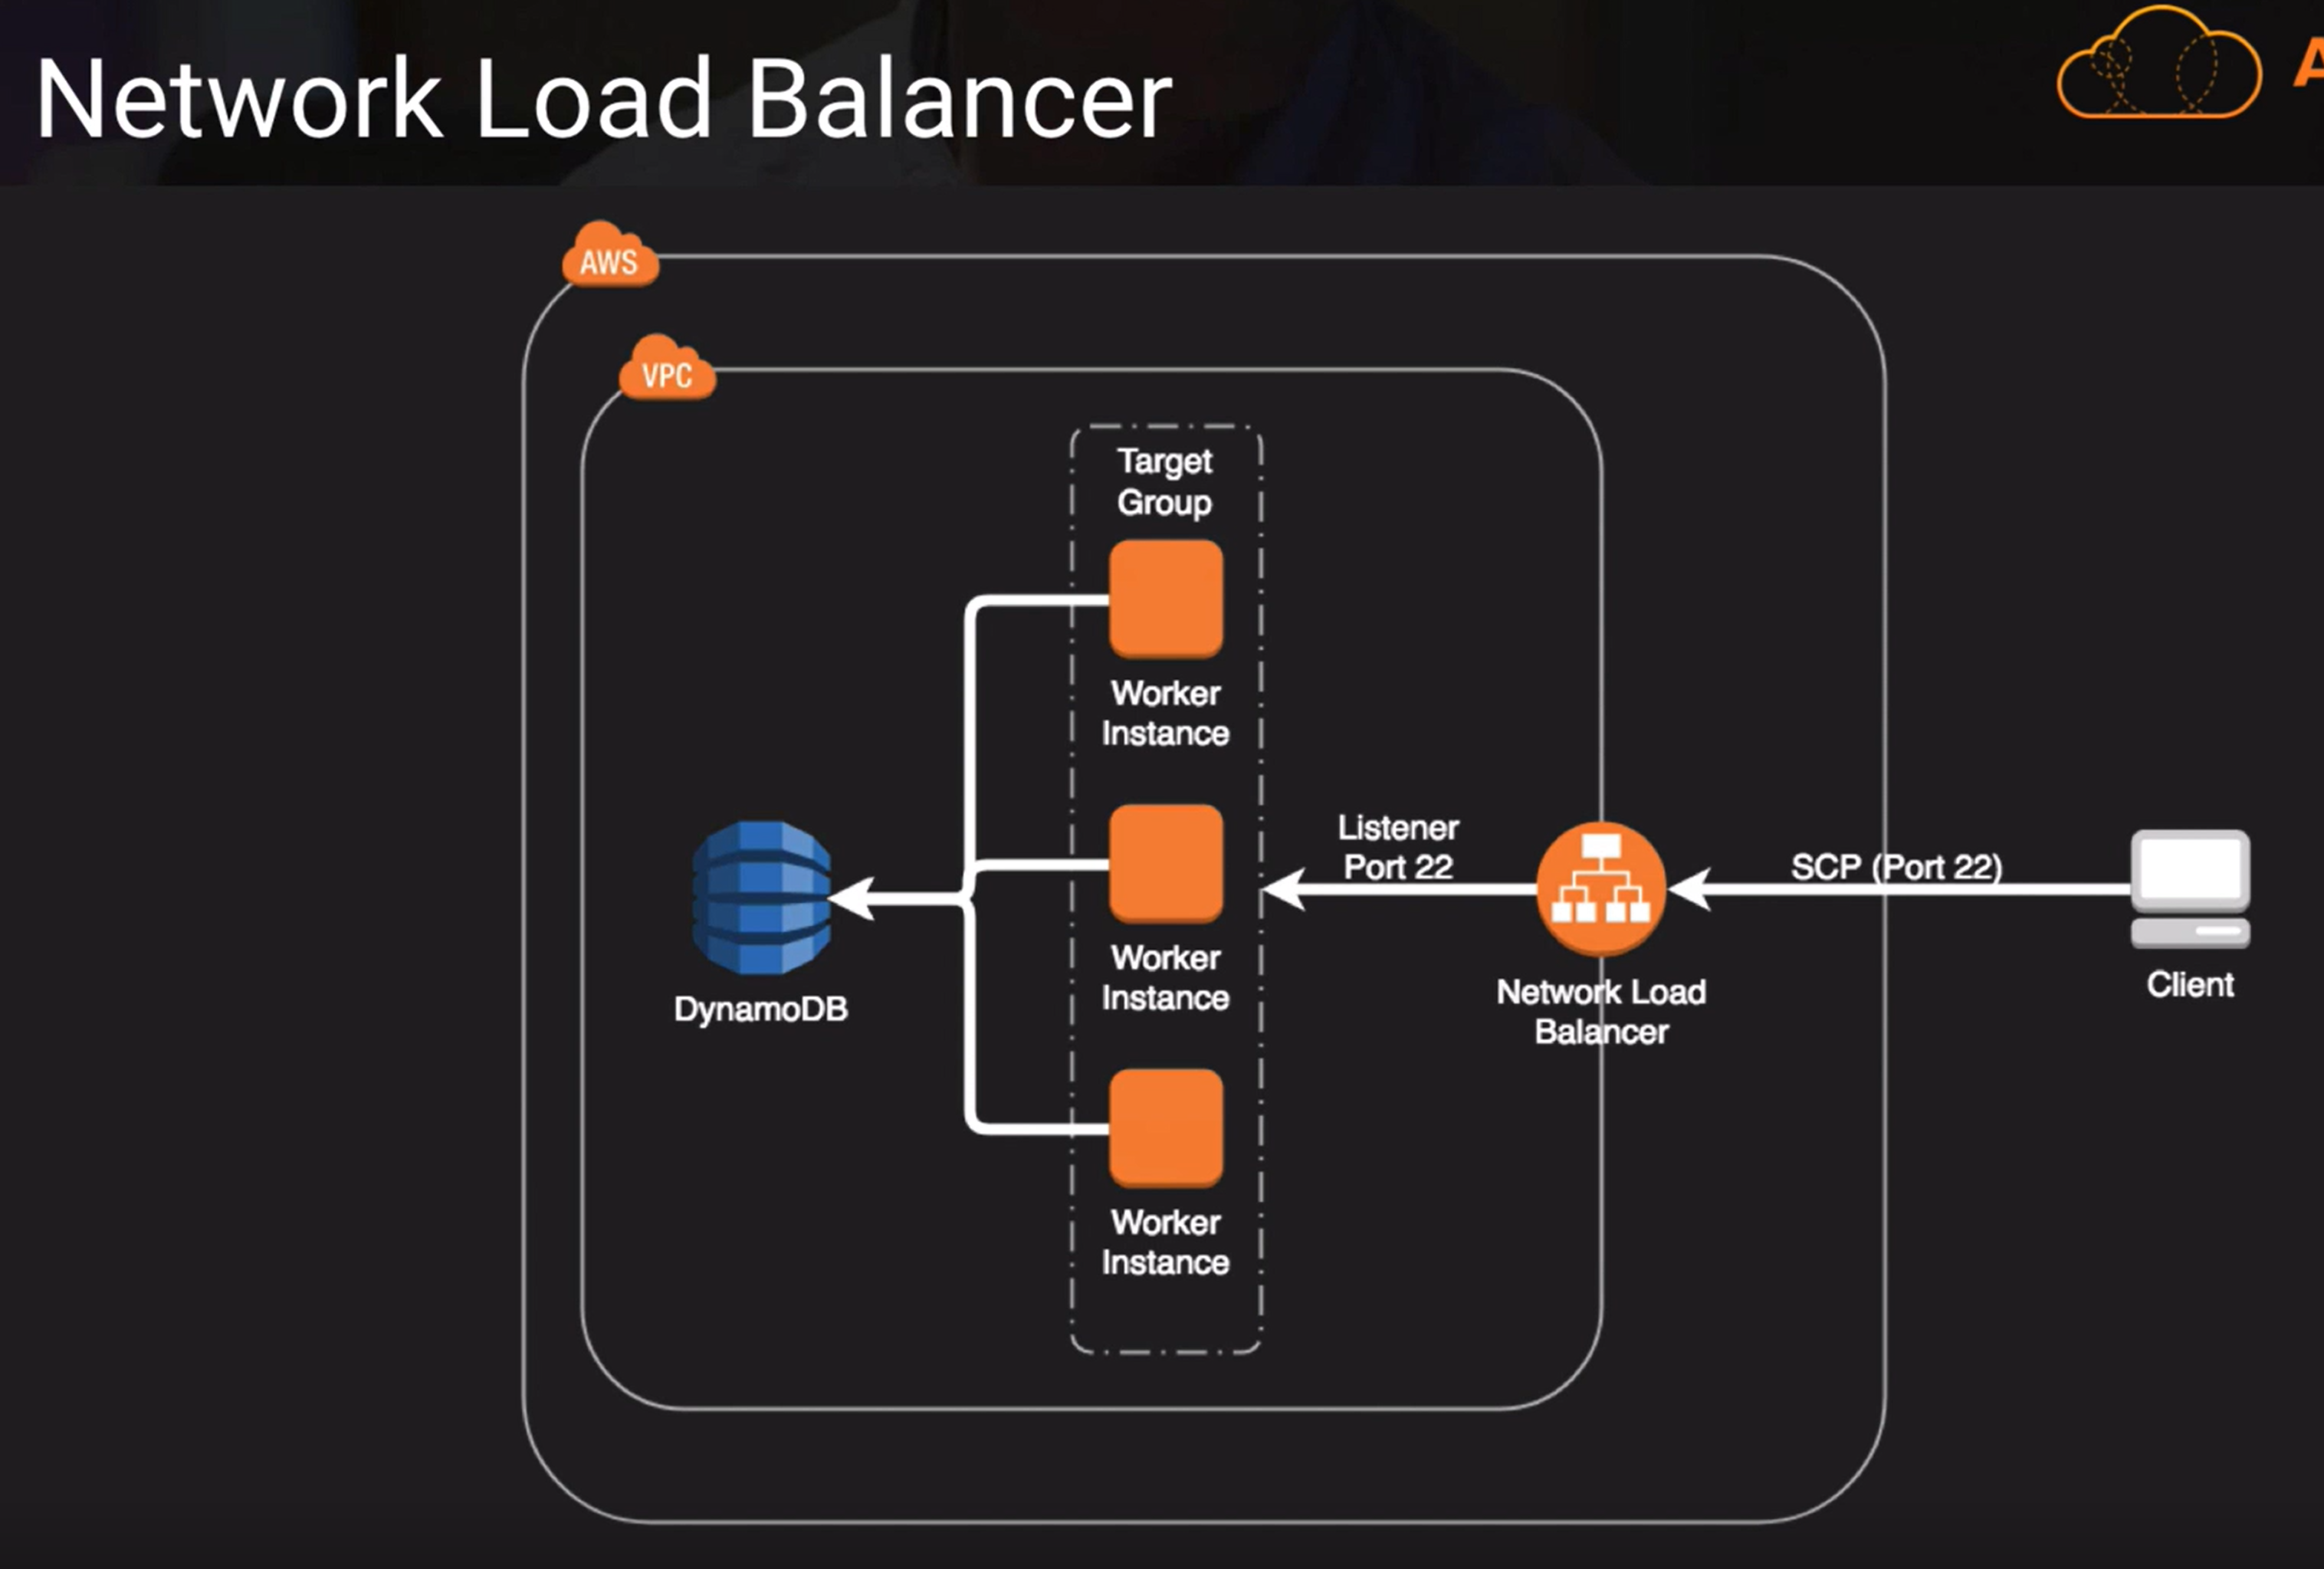 Network Load Balancer
A
AWS
VPC
Target
Group
Worker
Instance
Listener
Port 22
SCP (Port 22)
Worker
Instance
DynamoDB
Network Load
Balancer
Client
Worker
Instance